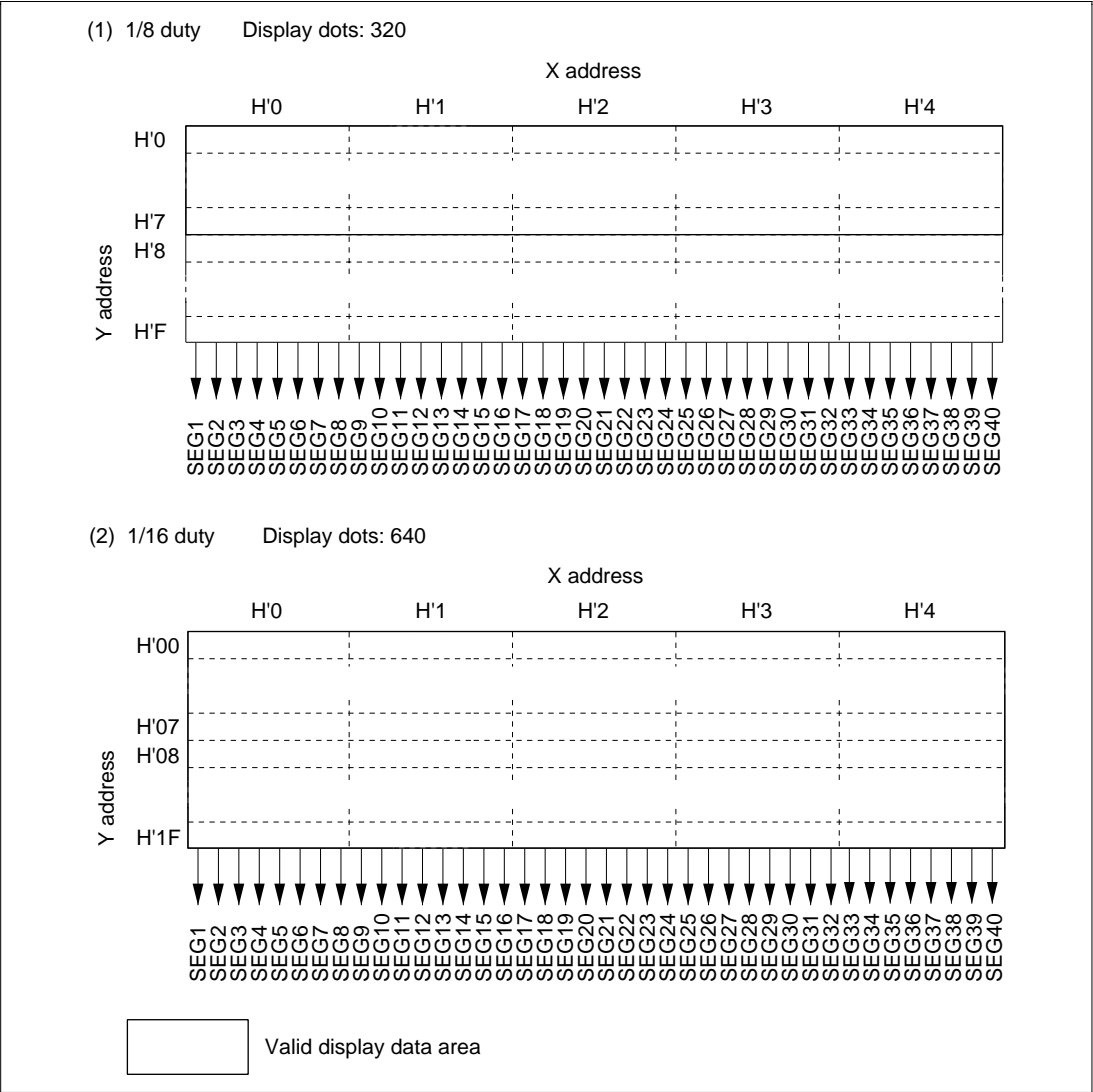 (1) 1/8 duty Display dots: 320
X address
H'0 H'1 H'2 H'3 H'4
H'0
H'7
H'8
H'F
Y address
SEG1 SEG2 SEG3 SEG4 SEG5 SEG6 SEG7 SEG8 SEG9 SEG10 SEG11 SEG12 SEG13 SEG14 SEG15 SEG16 SEG17 SEG18 SEG19 SEG20 SEG21 SEG22 SEG23 SEG24 SEG25 SEG26 SEG27 SEG28 SEG29 SEG30 SEG31 SEG32 SEG33 SEG34 SEG35 SEG36 SEG37 SEG38 SEG39 SEG40
(2) 1/16 duty Display dots: 640
X address
H'0 H'1 H'2 H'3 H'4
H'00
H'07
H'08
H'1F
Y address
SEG1 SEG2 SEG3 SEG4 SEG5 SEG6 SEG7 SEG8 SEG9 SEG10 SEG11 SEG12 SEG13 SEG14 SEG15 SEG16 SEG17 SEG18 SEG19 SEG20 SEG21 SEG22 SEG23 SEG24 SEG25 SEG26 SEG27 SEG28 SEG29 SEG30 SEG31 SEG32 SEG33 SEG34 SEG35 SEG36 SEG37 SEG38 SEG39 SEG40
Valid display data area